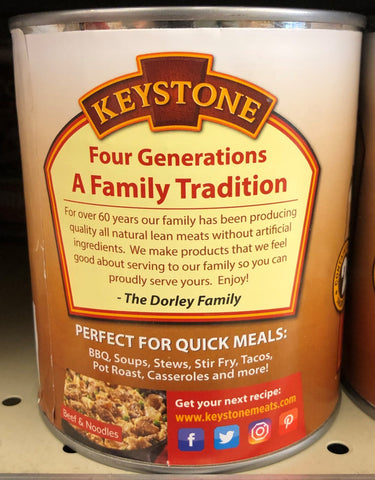 KEYSTONE
Four Generations
A Family Tradition
For over 60 years our family has been producing
quality all natural lean meats without artificial
ingredients. We make products that we feel
good about serving to our family so you can
proudly serve yours. Enjoy!
- The Dorley Family
PERFECT FOR QUICK MEALS:
BBQ, Soups, Stews, Stir Fry, Tacos,
Pot Roast, Casseroles and more!
Beef & Noodles
Get your next recipe:
www.keystonemeats.com